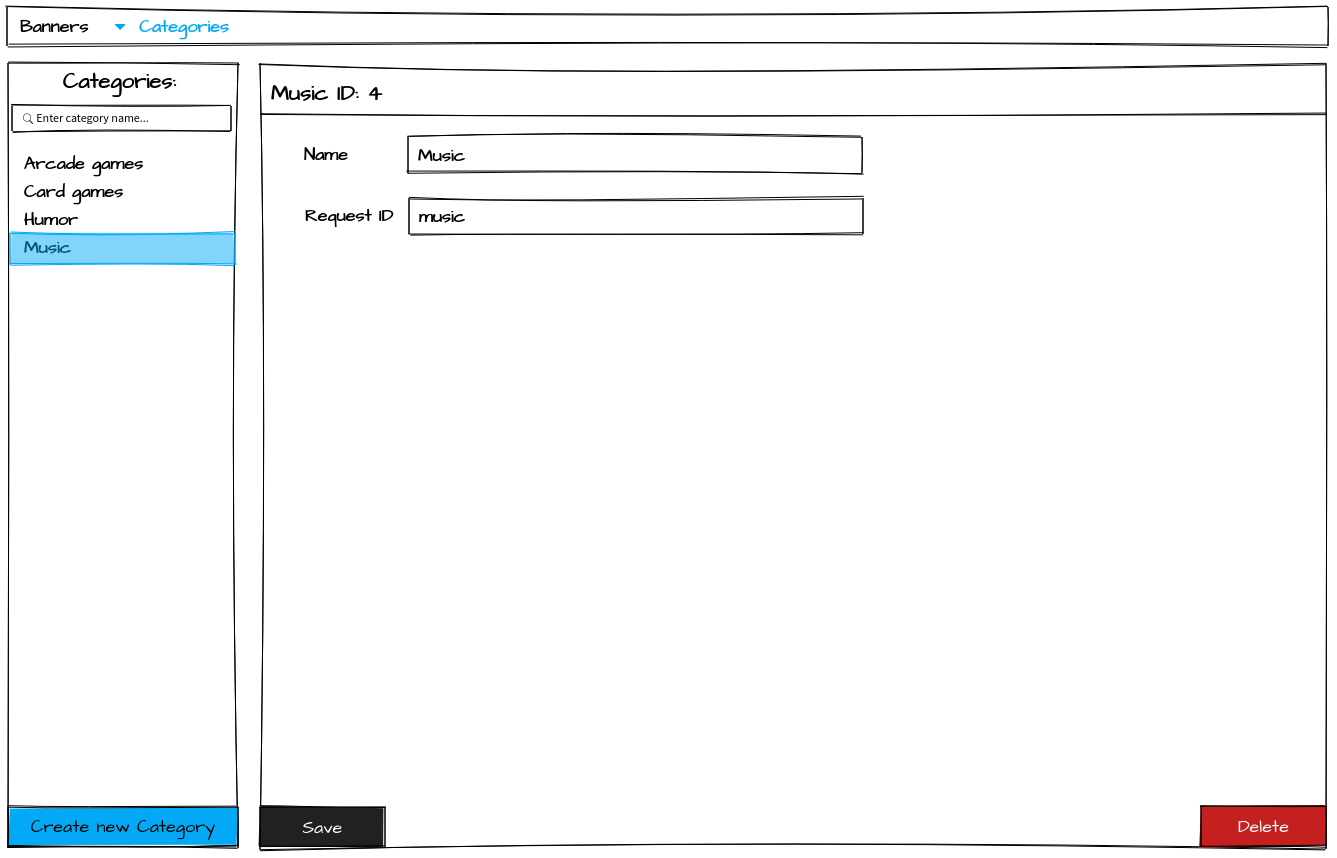 Banners Categories
Categories:
Enter category name...
Arcade games
Card games
Humor
Music
Create new Category
Music ID: 4
Name Music
Request ID music
Save
Delete